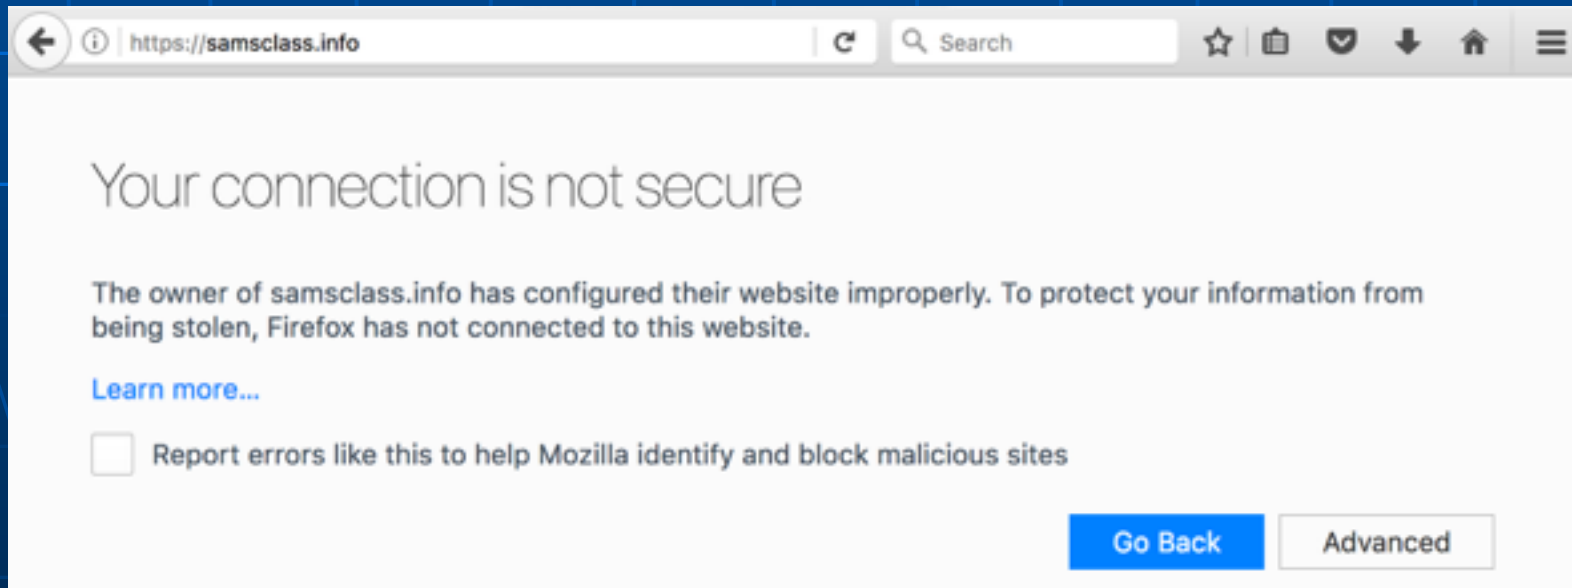 https://samsclass.info
Search
Your connection is not secure
The owner of samsclass.info has configured their website improperly. To protect your information from
being stolen, Firefox has not connected to this website.
Learn more...
Report errors like this to help Mozilla identify and block malicious sites
Go Back
Advanced